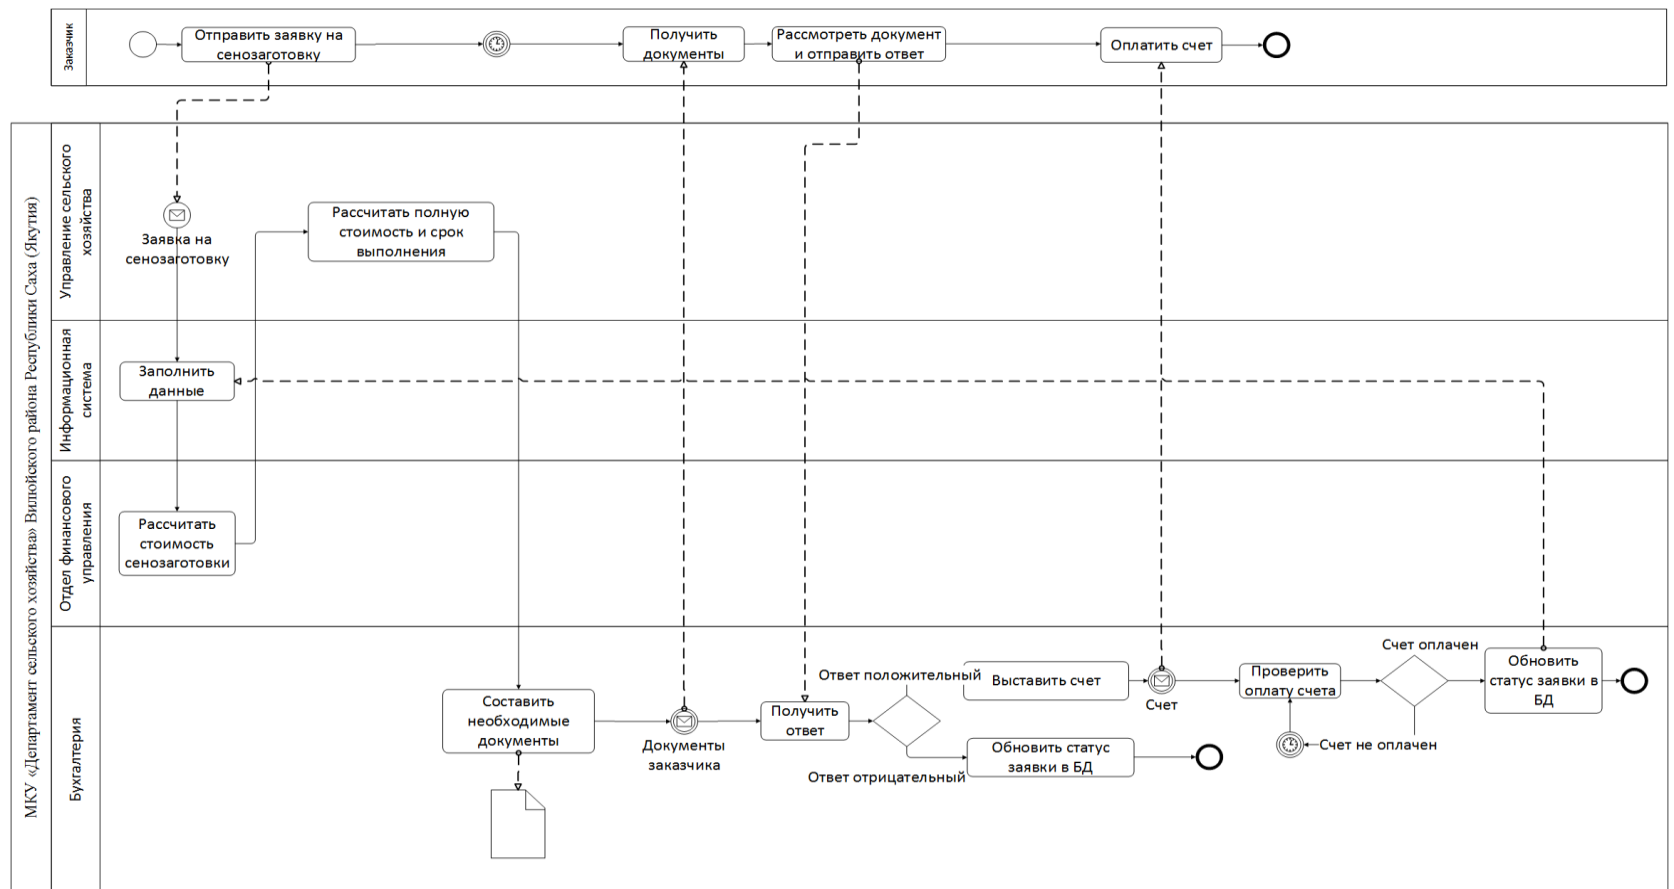 Заказчик
Отправить заявку на
сенозаготовку
Получить
документы
Рассмотреть документ
и отправить ответ
Оплатить счет
МКУ «Департамент сельского хозяйства» Вилюйского района Республики Саха (Якутия)
Управление сельского
хозяйства
Заявка на
сенозаготовку
Рассчитать полную
стоимость и срок
выполнения
Информационная
система
Заполнить
данные
Отдел финансового
управления
Рассчитать
стоимость
сенозаготовки
Бухгалтерия
Составить
необходимые
документы
Документы
заказчика
Получить
ответ
Ответ положительный
Ответ отрицательный
Выставить счет
Обновить статус
заявки в БД
Счет
Проверить
оплату счета
Счет оплачен
Счет не оплачен
Обновить
статус заявки в
БД